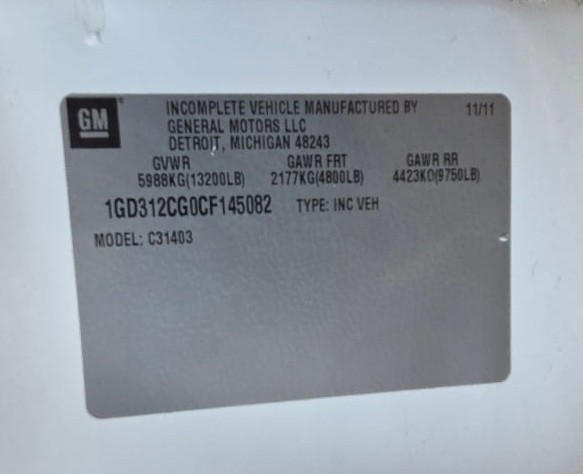 GM
INCOMPLETE VEHICLE MANUFACTURED BY 11/11
GENERAL MOTORS LLC
DETROIT, MICHIGAN 48243
GVWR GAWR FRT GAWR RR
5988KG(13200LB) 2177KG(4800LB) 4423KG(9750LB)
1GD312CG0CF145082 TYPE: INC VEH
MODEL: C31403